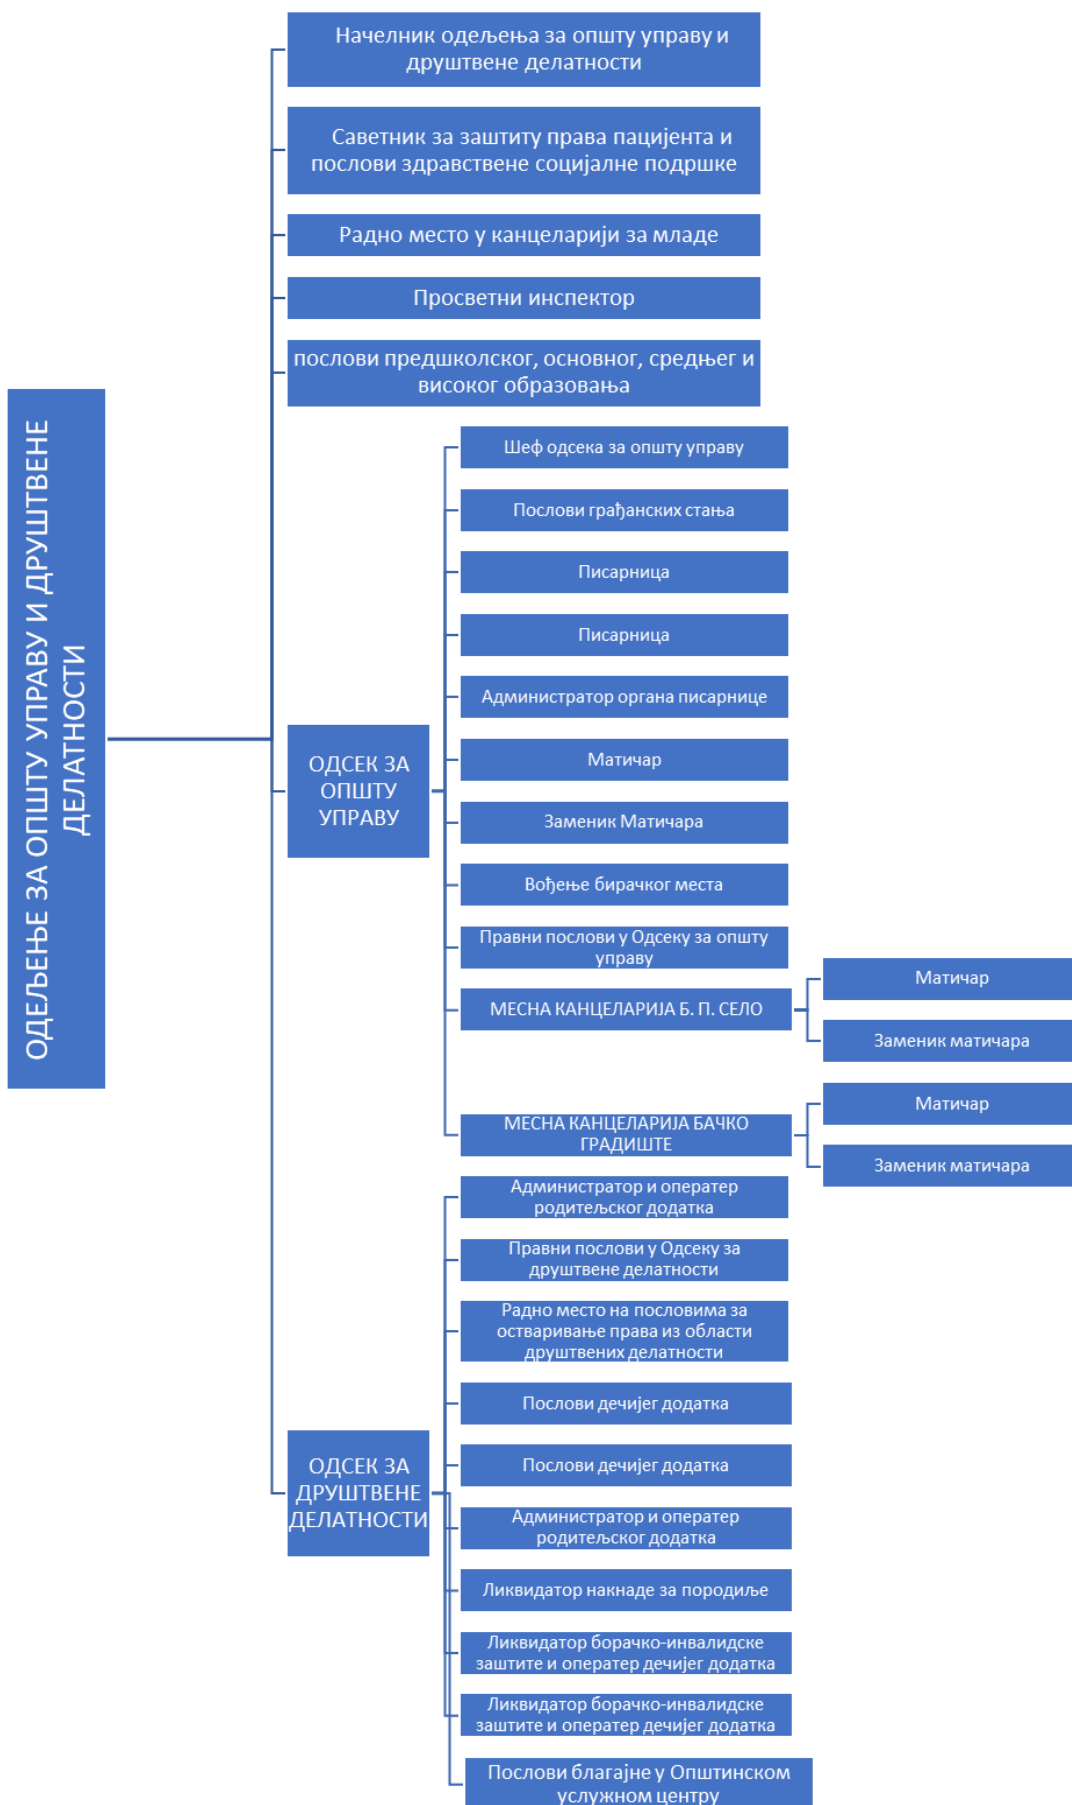 Начелник одељења за општу управу и
друштвене делатности
Саветник за заштиту права пацијента и
послови здравствене социјалне подршке
Радно место у канцеларији за младе
Просветни инспектор
послови предшколског, основног, средњег и
високог образовања
ОДЕЉЕЊЕ ЗА ОПШТУ УПРАВУ И ДРУШТВЕНЕ
ДЕЛАТНОСТИ
ОДСЕК ЗА
ОПШТУ
УПРАВУ
Шеф одсека за општу управу
Послови грађанских стања
Писарница
Писарница
Администратор органа писарнице
Матичар
Заменик Матичара
Вођење бирачког места
Правни послови у Одсеку за општу
управу
МЕСНА КАНЦЕЛАРИЈА Б. П. СЕЛО
Матичар
Заменик матичара
МЕСНА КАНЦЕЛАРИЈА БАЧКО
ГРАДИШТЕ
Матичар
Заменик матичара
ОДСЕК ЗА
ДРУШТВЕНЕ
ДЕЛАТНОСТИ
Администратор и оператер
родитељског додатка
Правни послови у Одсеку за
друштвене делатности
Радно место на пословима за
остваривање права из области
друштвених делатности
Послови дечијег додатка
Послови дечијег додатка
Администратор и оператер
родитељског додатка
Ликвидатор накнаде за породиље
Ликвидатор борачко-инвалидске
заштите и оператер дечијег додатка
Ликвидатор борачко-инвалидске
заштите и оператер дечијег додатка
Послови благајне у Општинском
услужном центру